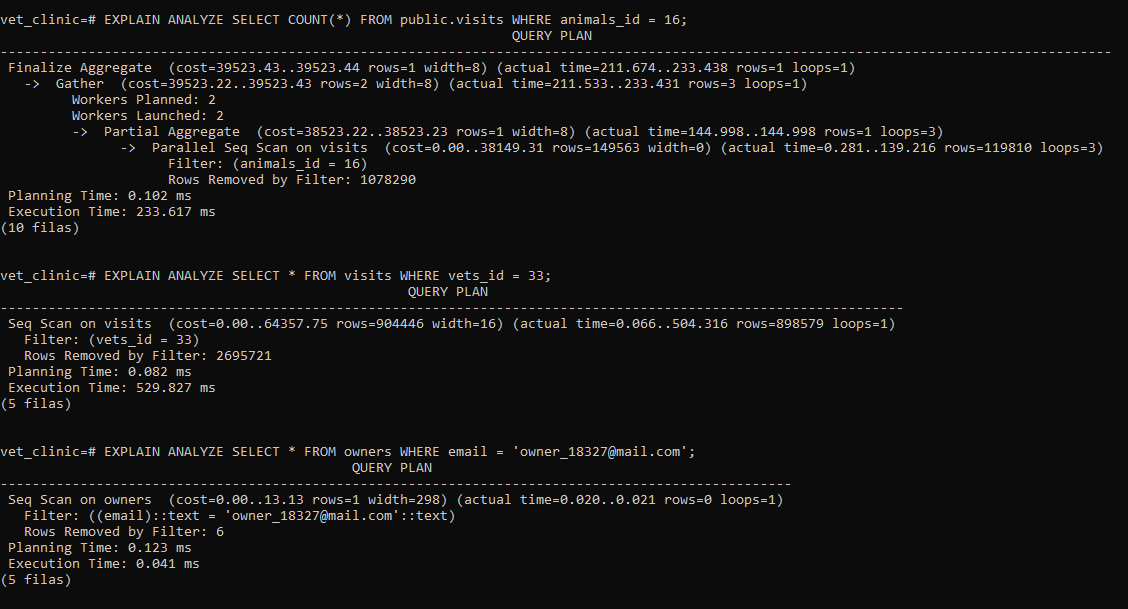 vet_clinic=# EXPLAIN ANALYZE SELECT COUNT(*) FROM public.visits WHERE animals_id = 16;
QUERY PLAN
-------------------------------------------------------------------------------------------------------------------------------------------
Finalize Aggregate  (cost=39523.43..39523.44 rows=1 width=8) (actual time=211.674..233.438 rows=1 loops=1)
->  Gather  (cost=39523.22..39523.43 rows=2 width=8) (actual time=211.533..233.431 rows=3 loops=1)
Workers Planned: 2
Workers Launched: 2
->  Partial Aggregate  (cost=38523.22..38523.23 rows=1 width=8) (actual time=144.998..144.998 rows=1 loops=3)
->  Parallel Seq Scan on visits  (cost=0.00..38149.31 rows=149563 width=0) (actual time=0.281..139.216 rows=119810 loops=3)
Filter: (animals_id = 16)
Rows Removed by Filter: 1078290
Planning Time: 0.102 ms
Execution Time: 233.617 ms
(10 filas)
vet_clinic=# EXPLAIN ANALYZE SELECT * FROM visits WHERE vets_id = 33;
QUERY PLAN
-----------------------------------------------------------------------------------------------------------------
Seq Scan on visits  (cost=0.00..64357.75 rows=904446 width=16) (actual time=0.066..504.316 rows=898579 loops=1)
Filter: (vets_id = 33)
Rows Removed by Filter: 2695721
Planning Time: 0.082 ms
Execution Time: 529.827 ms
(5 filas)
vet_clinic=# EXPLAIN ANALYZE SELECT * FROM owners WHERE email = 'owner_18327@mail.com';
QUERY PLAN
---------------------------------------------------------------------------------------------------
Seq Scan on owners  (cost=0.00..13.13 rows=1 width=298) (actual time=0.020..0.021 rows=0 loops=1)
Filter: ((email)::text = 'owner_18327@mail.com'::text)
Rows Removed by Filter: 6
Planning Time: 0.123 ms
Execution Time: 0.041 ms
(5 filas)